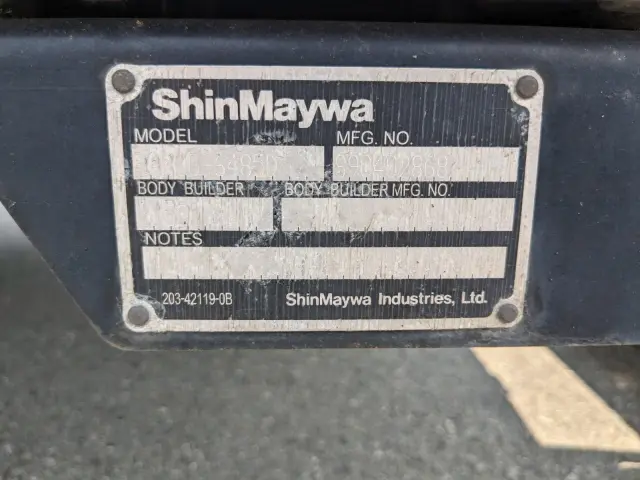 ShinMaywa
MODEL MFG. NO.
BODY BUILDER BODY BUILDER MFG. NO.
NOTES
203-42119-0B ShinMaywa Industries, Ltd.